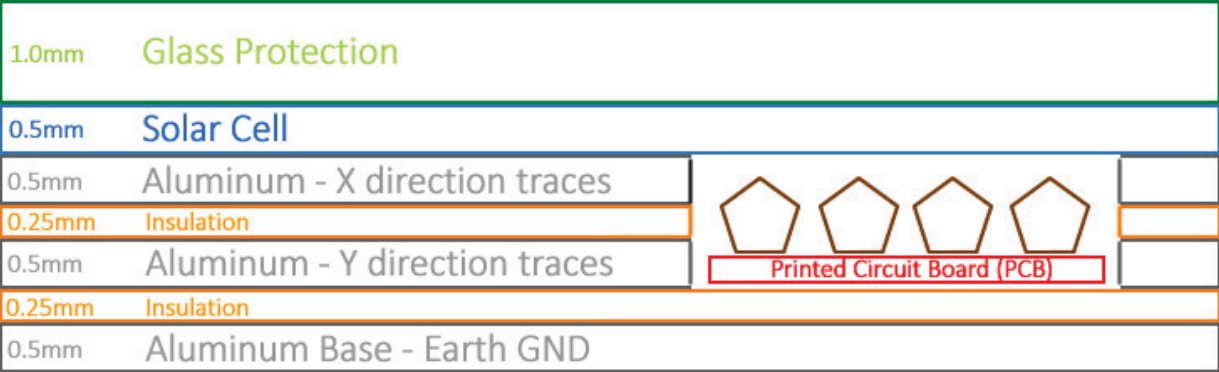 1.0mm Glass Protection
0.5mm Solar Cell
0.5mm Aluminum - X direction traces
0.25mm Insulation
0.5mm Aluminum - Y direction traces
Printed Circuit Board (PCB)
0.25mm Insulation
0.5mm Aluminum Base - Earth GND